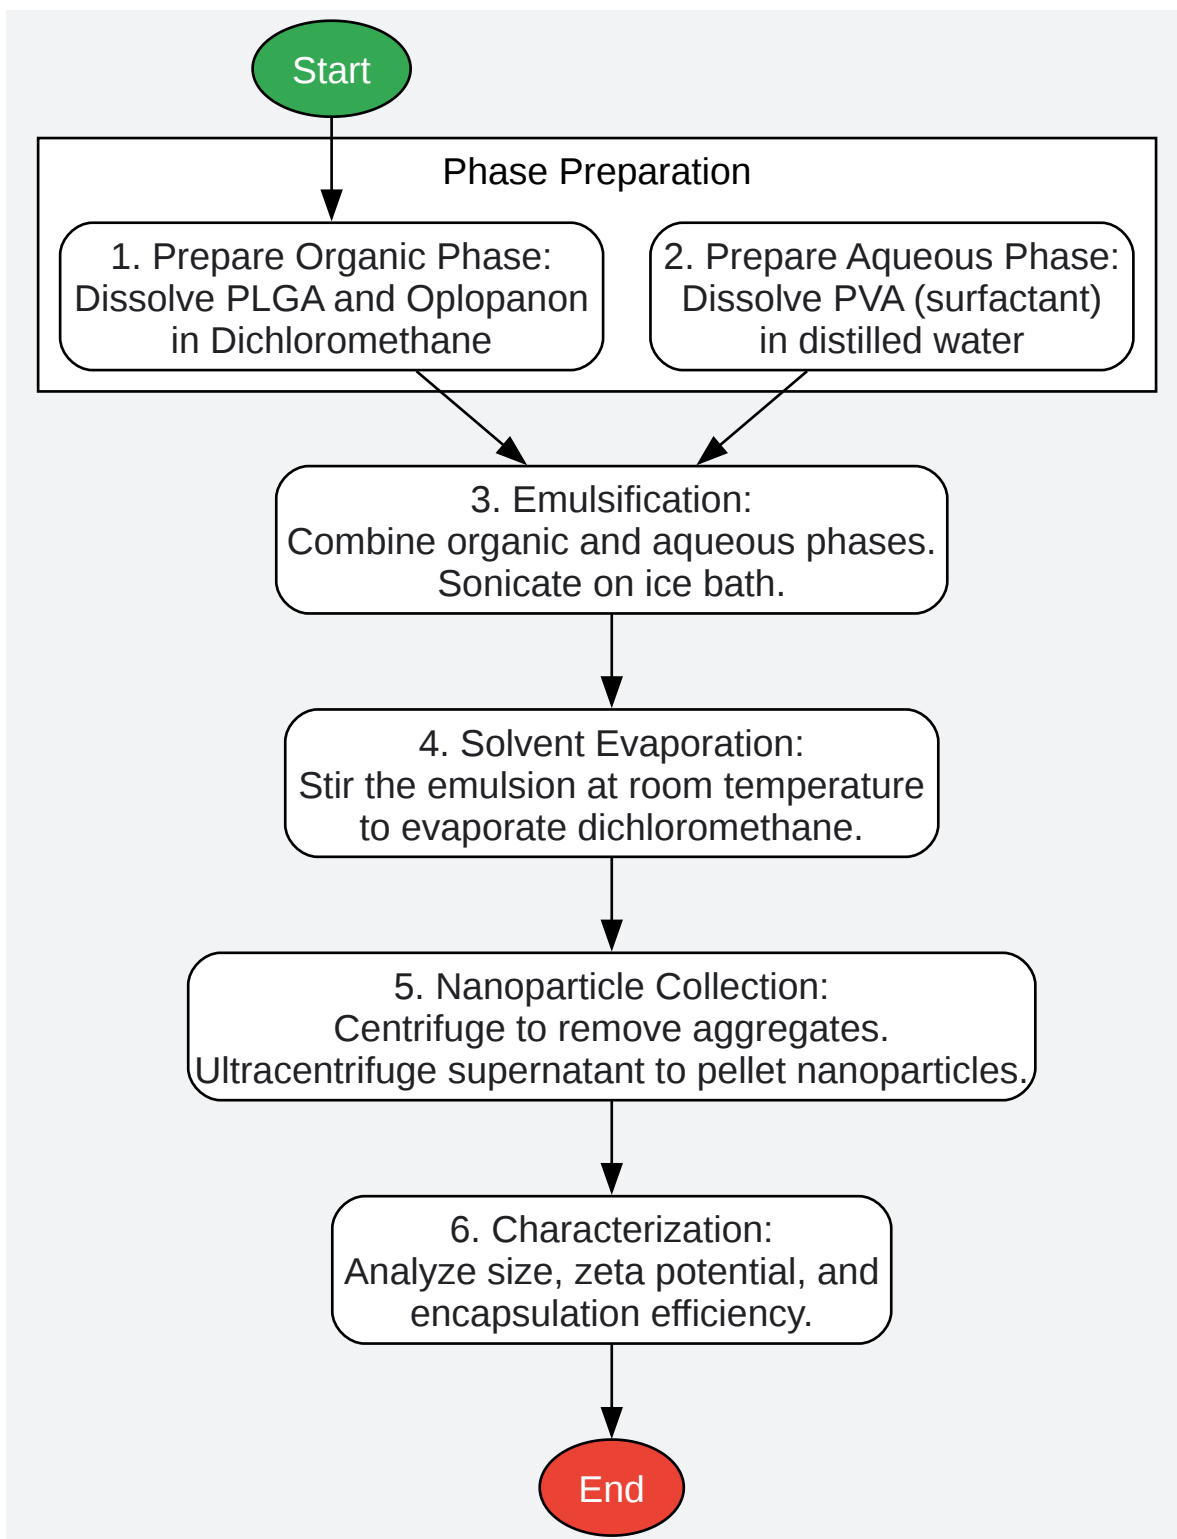 Start
Phase Preparation
1. Prepare Organic Phase:
Dissolve PLGA and Oplopanon
in Dichloromethane
2. Prepare Aqueous Phase:
Dissolve PVA (surfactant)
in distilled water
3. Emulsification:
Combine organic and aqueous phases.
Sonicate on ice bath.
4. Solvent Evaporation:
Stir the emulsion at room temperature
to evaporate dichloromethane.
5. Nanoparticle Collection:
Centrifuge to remove aggregates.
Ultracentrifuge supernatant to pellet nanoparticles.
6. Characterization:
Analyze size, zeta potential, and
encapsulation efficiency.
End